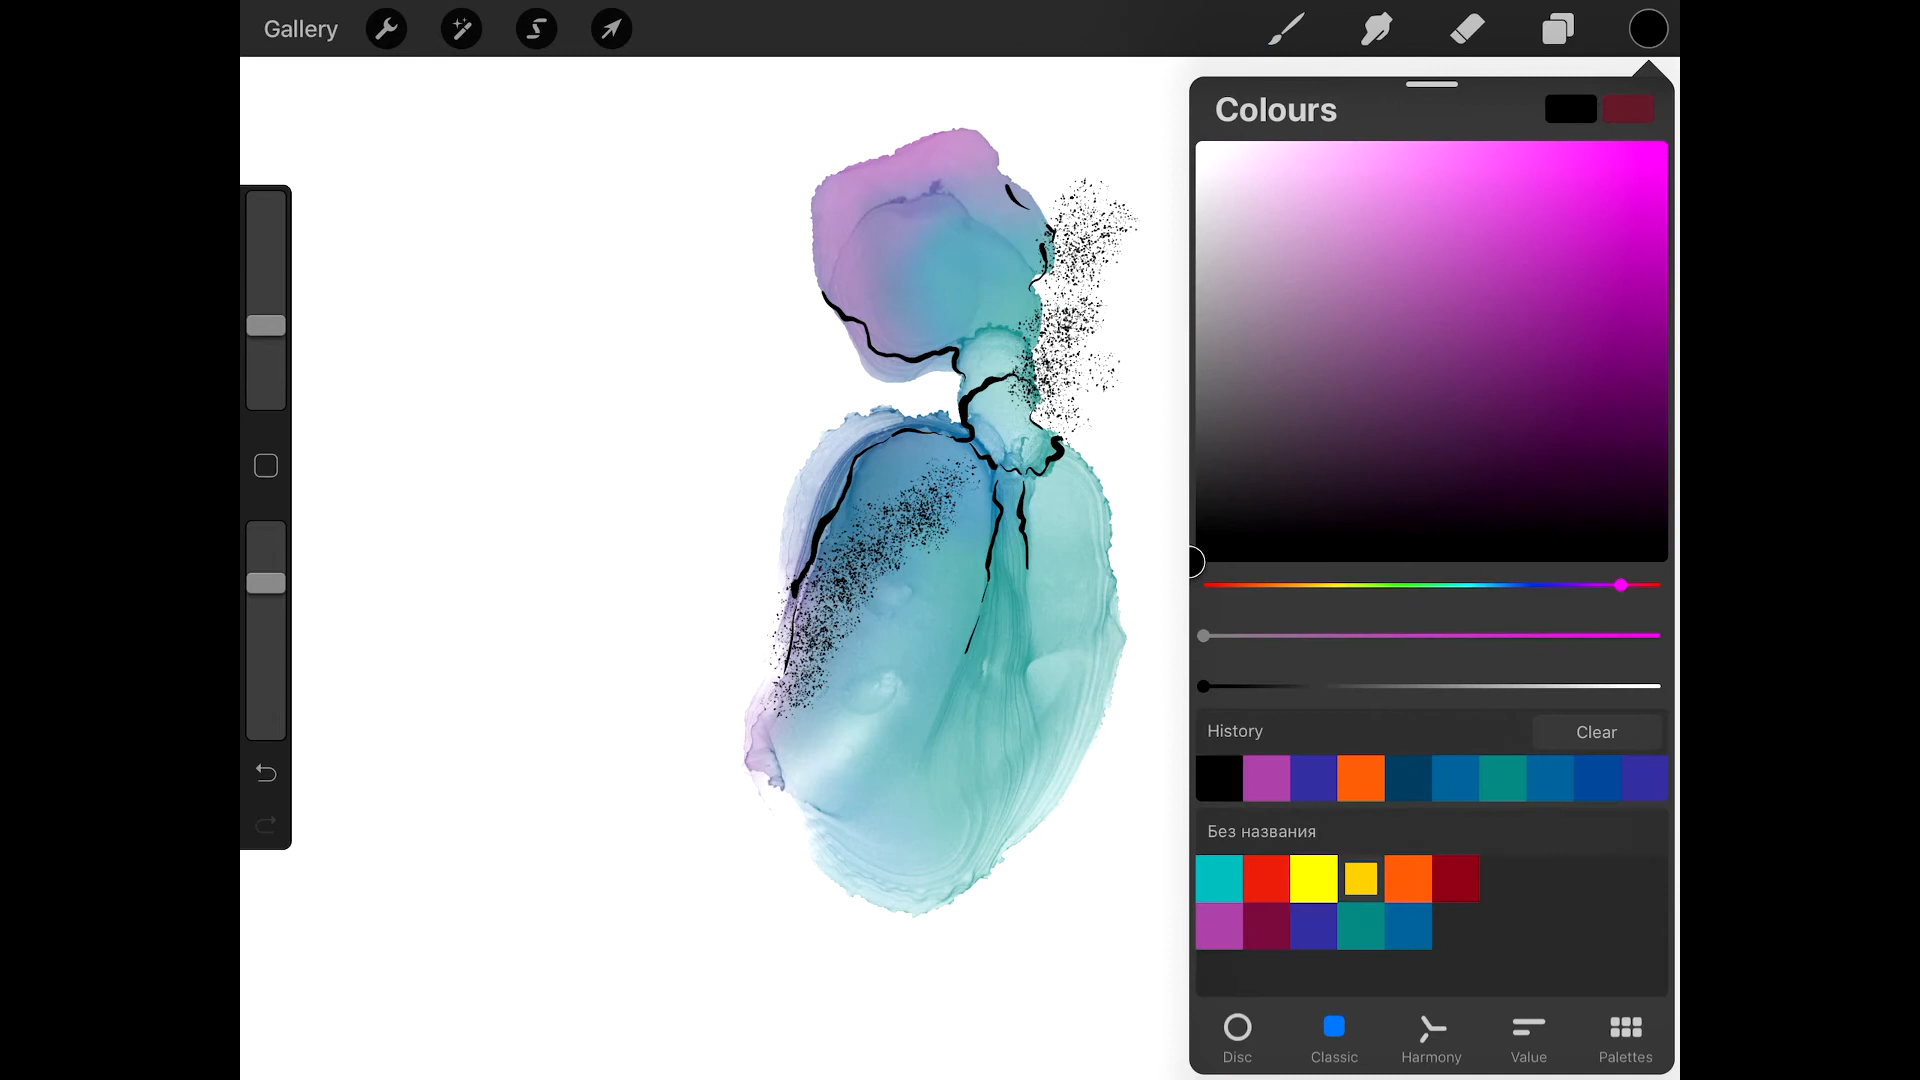 Gallery
Colours
History
Clear
Без названия
Disc
Classic
Harmony
Value
Palettes